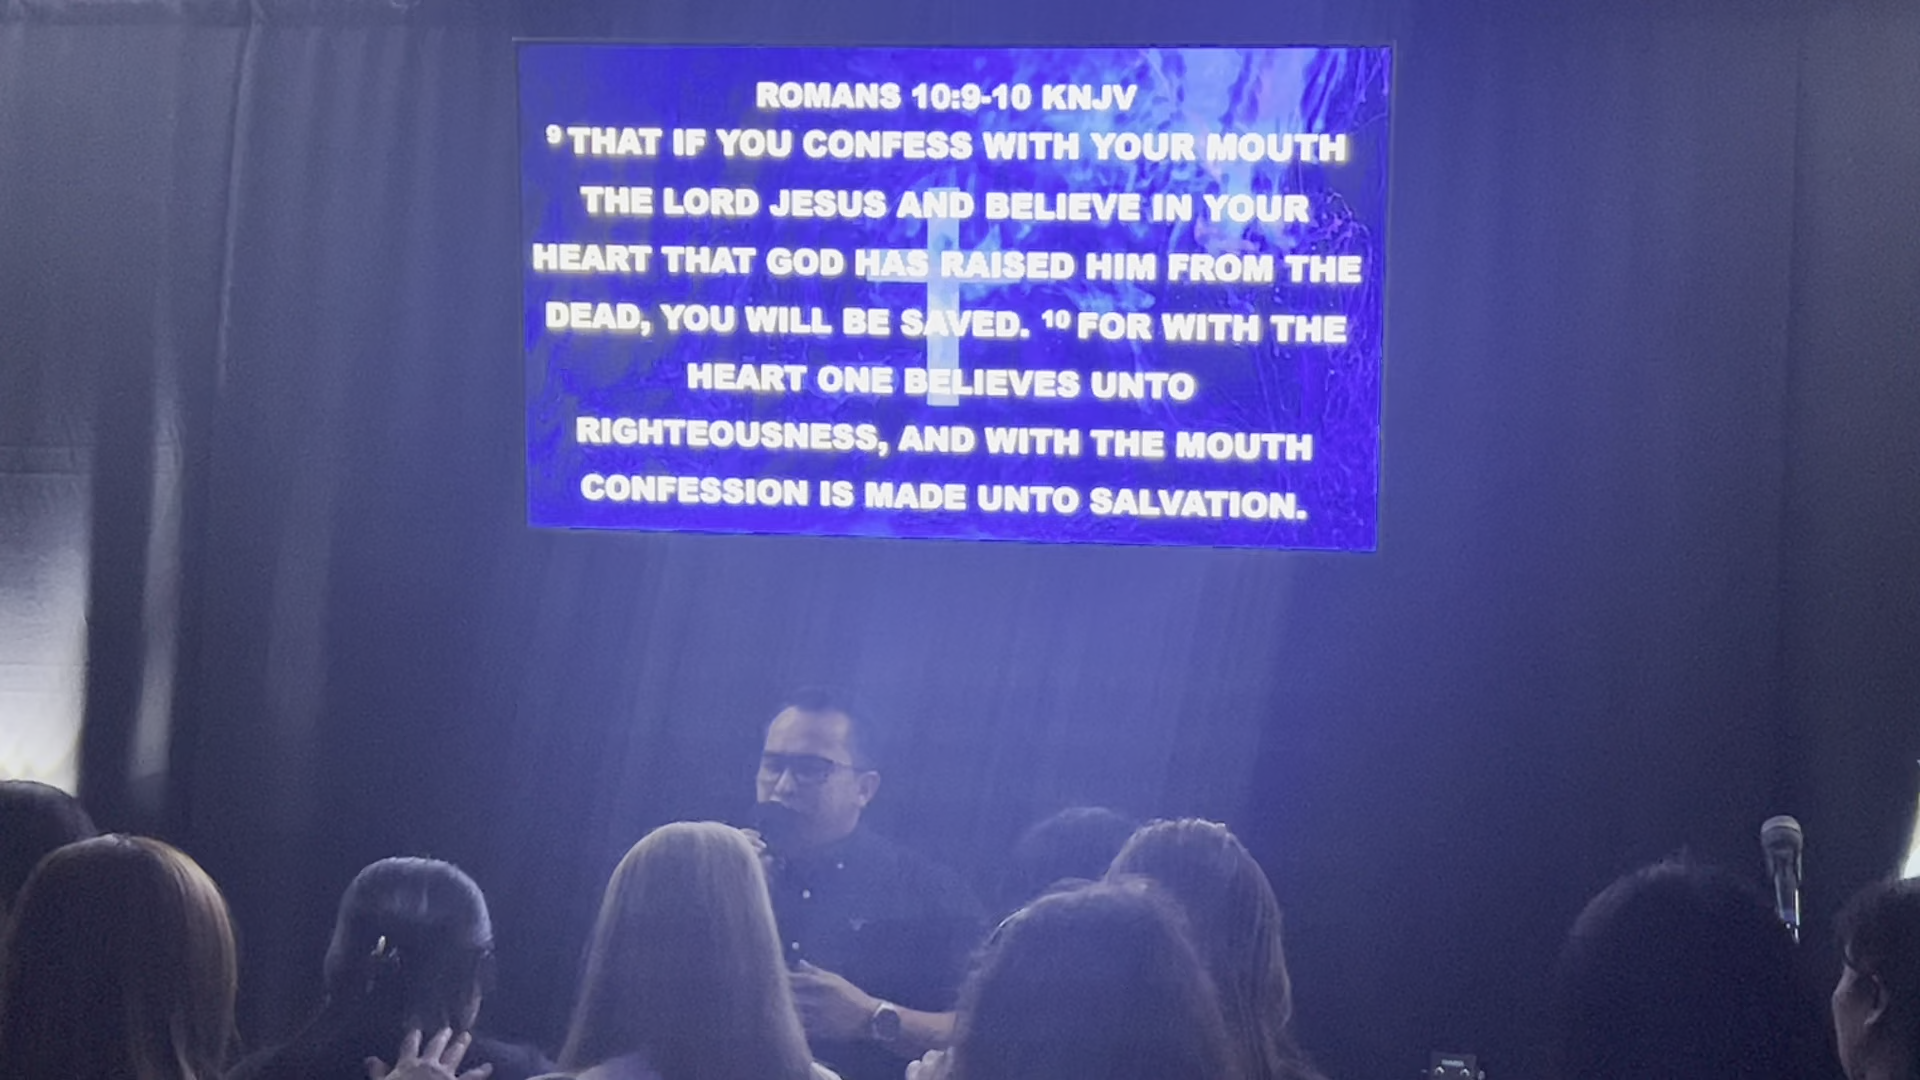 ROMANS 10:9-10 KNJV
⁹ THAT IF YOU CONFESS WITH YOUR MOUTH
THE LORD JESUS AND BELIEVE IN YOUR
HEART THAT GOD HAS RAISED HIM FROM THE
DEAD, YOU WILL BE SAVED. ¹⁰ FOR WITH THE
HEART ONE BELIEVES UNTO
RIGHTEOUSNESS, AND WITH THE MOUTH
CONFESSION IS MADE UNTO SALVATION.